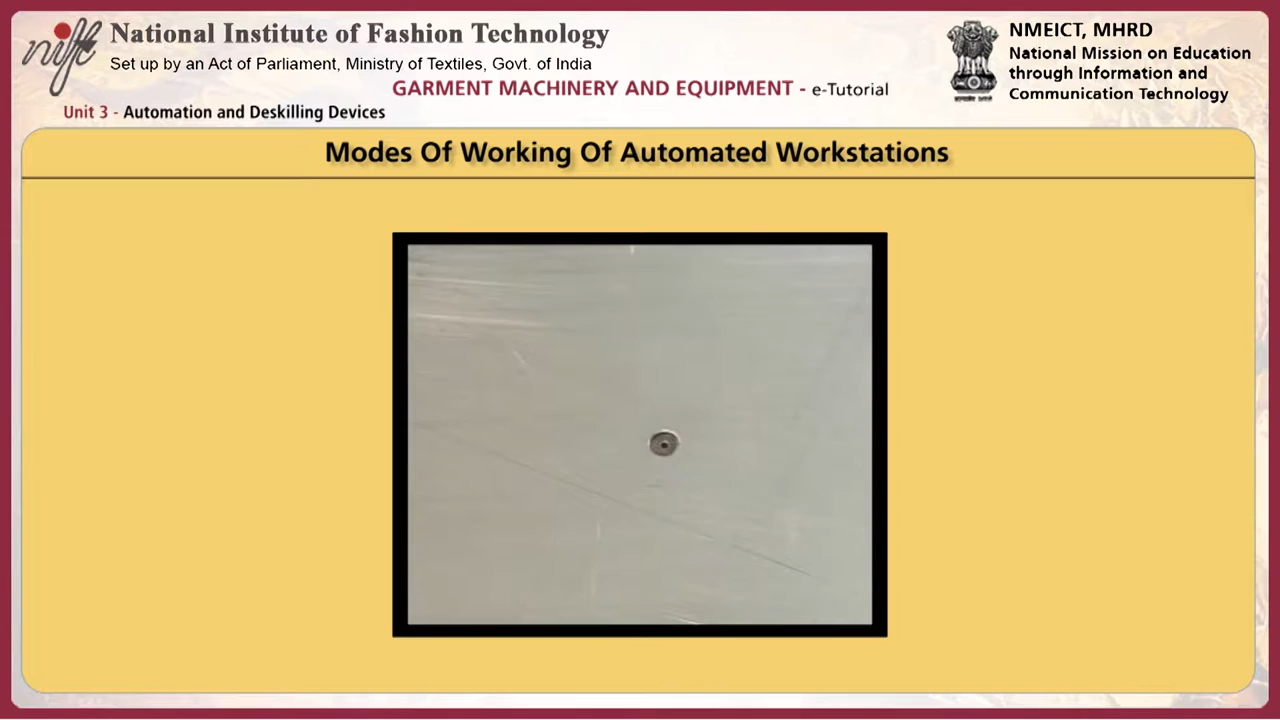 nift
National Institute of Fashion Technology
Set up by an Act of Parliament, Ministry of Textiles, Govt. of India
GARMENT MACHINERY AND EQUIPMENT - e-Tutorial
Unit 3 - Automation and Deskilling Devices
NMEICT, MHRD
National Mission on Education
through Information and
Communication Technology
Modes Of Working Of Automated Workstations